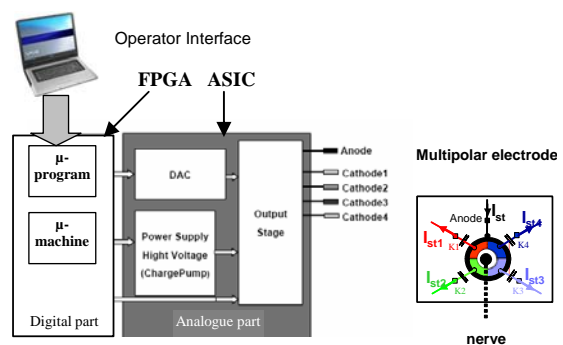 Operator Interface
FPGA ASIC
µ-
program
µ-
machine
Digital part
DAC
Power Supply
Hight Voltage
(ChargePump)
Analogue part
Output
Stage
Anode
Cathode1
Cathode2
Cathode3
Cathode4
Multipolar electrode
Anode
Ist
Ist1
Ist4
K1
K4
Ist2
Ist3
K2
K3
nerve